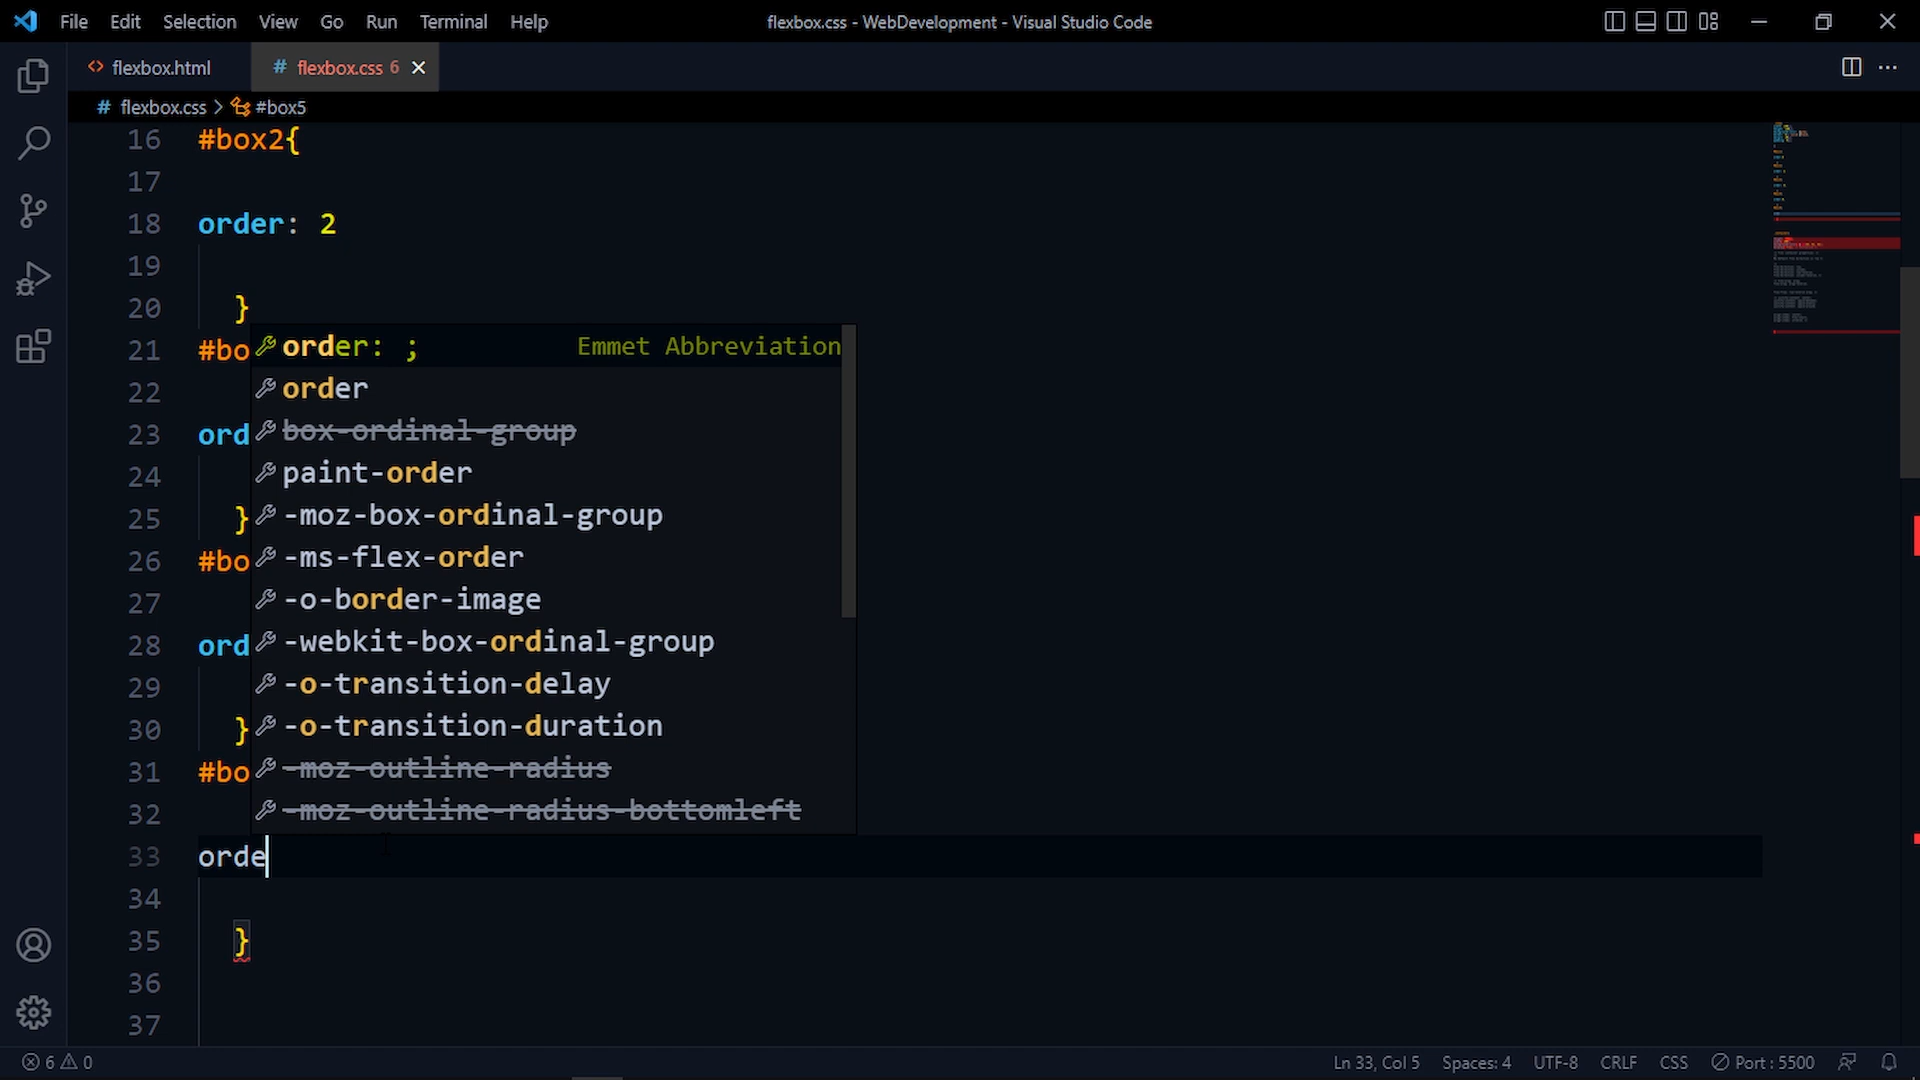 File Edit Selection View Go Run Terminal Help flexbox.css - WebDevelopment - Visual Studio Code
flexbox.html # flexbox.css 6
# flexbox.css > #box5
16 #box2{
17
18 order: 2
19
20 }
21 #bo
22
23 ord
24
25 }
26 #bo
27
28 ord
29
30 }
31 #bo
32
33 orde
34
35 }
36
37
order: ; Emmet Abbreviation
order
box-ordinal-group
paint-order
-moz-box-ordinal-group
-ms-flex-order
-o-border-image
-webkit-box-ordinal-group
-o-transition-delay
-o-transition-duration
-moz-outline-radius
-moz-outline-radius-bottomleft
6 0 Ln 33, Col 5 Spaces: 4 UTF-8 CRLF CSS Port : 5500